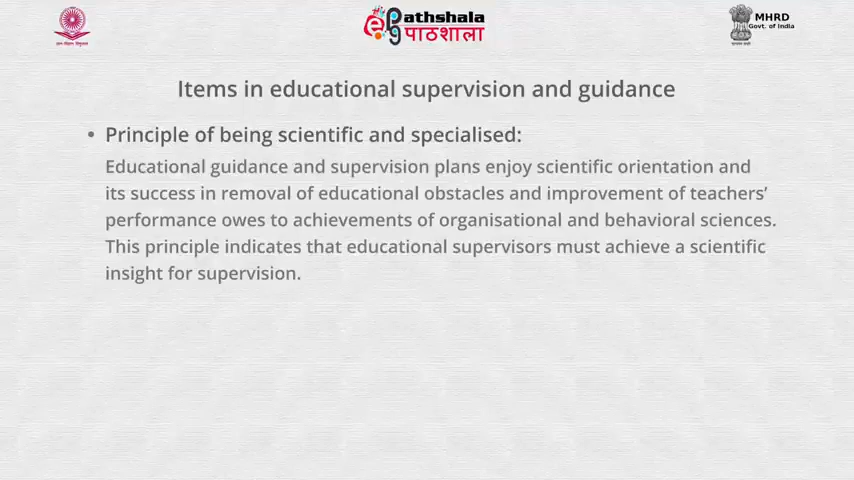 ePathshala
पाठशाला
MHRD
Govt. of India
Items in educational supervision and guidance
• Principle of being scientific and specialised:
Educational guidance and supervision plans enjoy scientific orientation and
its success in removal of educational obstacles and improvement of teachers’
performance owes to achievements of organisational and behavioral sciences.
This principle indicates that educational supervisors must achieve a scientific
insight for supervision.